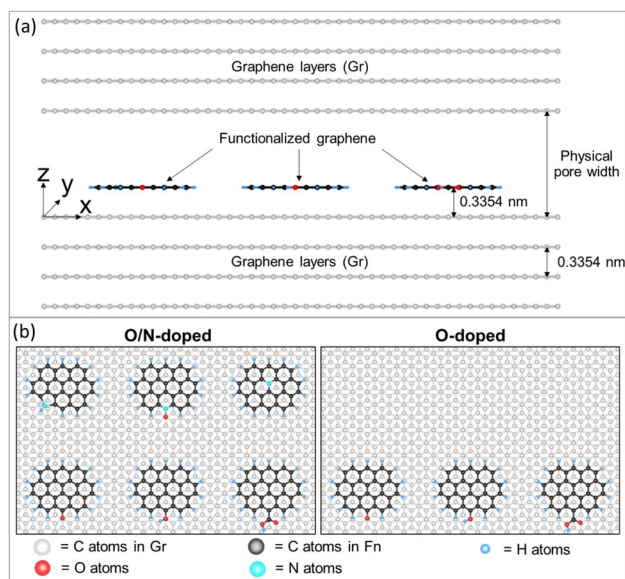 (a)
Graphene layers (Gr)
Functionalized graphene
Physical
pore width
z
y
x
0.3354 nm
Graphene layers (Gr)
0.3354 nm
(b)
O/N-doped
O-doped
= C atoms in Gr
= C atoms in Fn
= H atoms
= O atoms
= N atoms